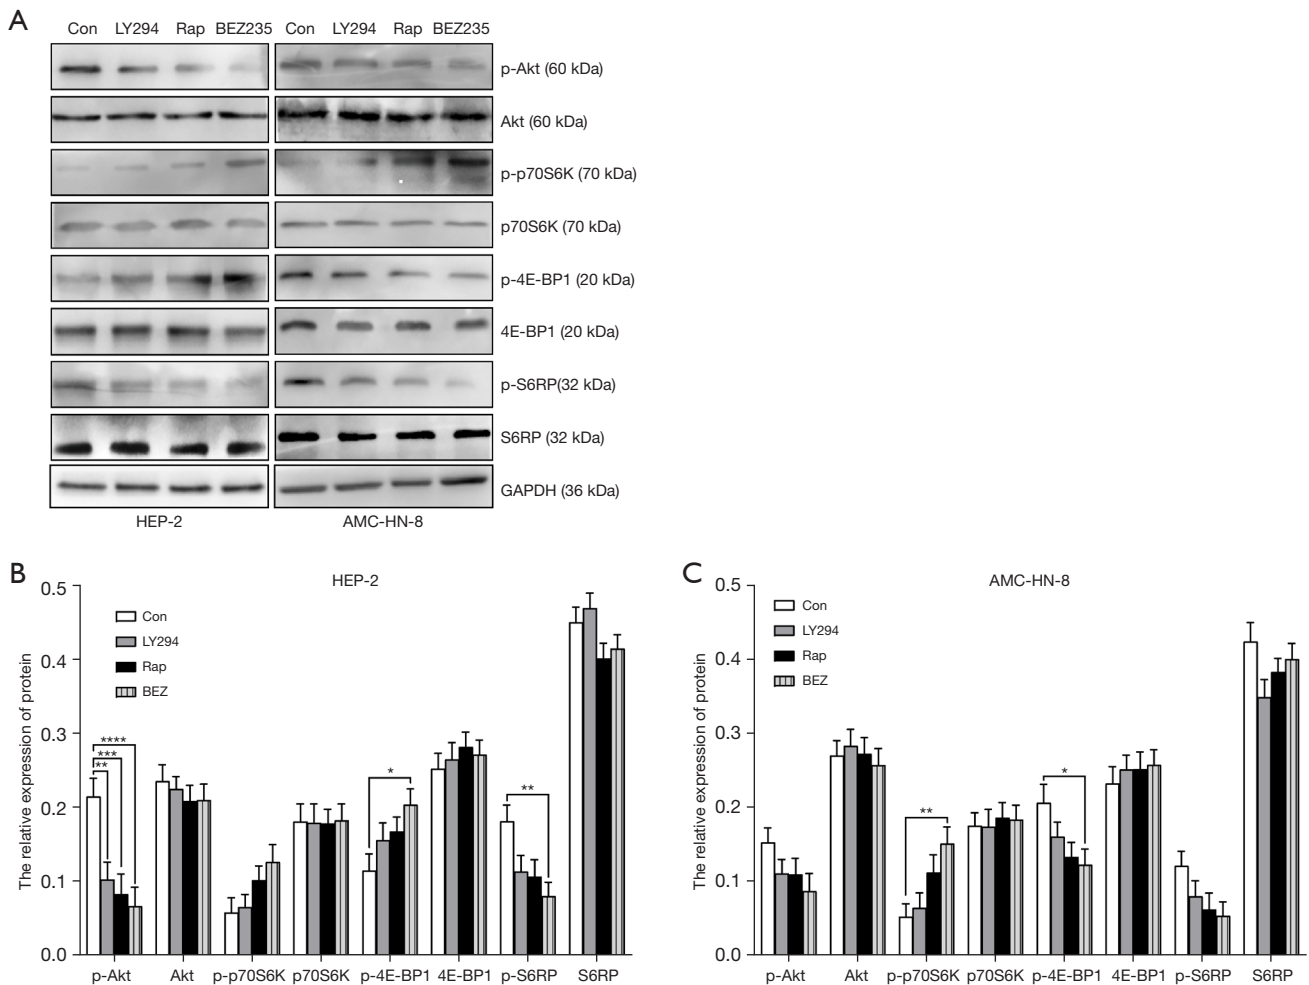 A
Con LY294 Rap BEZ235 Con LY294 Rap BEZ235
p-Akt (60 kDa)
Akt (60 kDa)
p-p70S6K (70 kDa)
p70S6K (70 kDa)
p-4E-BP1 (20 kDa)
4E-BP1 (20 kDa)
p-S6RP(32 kDa)
S6RP (32 kDa)
GAPDH (36 kDa)
HEP-2 AMC-HN-8
B
HEP-2
The relative expression of protein
0.5
0.4
0.3
0.2
0.1
0.0
Con
LY294
Rap
BEZ
****
***
**
*
**
p-Akt Akt p-p70S6K p70S6K p-4E-BP1 4E-BP1 p-S6RP S6RP
C
AMC-HN-8
The relative expression of protein
0.5
0.4
0.3
0.2
0.1
0.0
Con
LY294
Rap
BEZ
**
*
p-Akt Akt p-p70S6K p70S6K p-4E-BP1 4E-BP1 p-S6RP S6RP